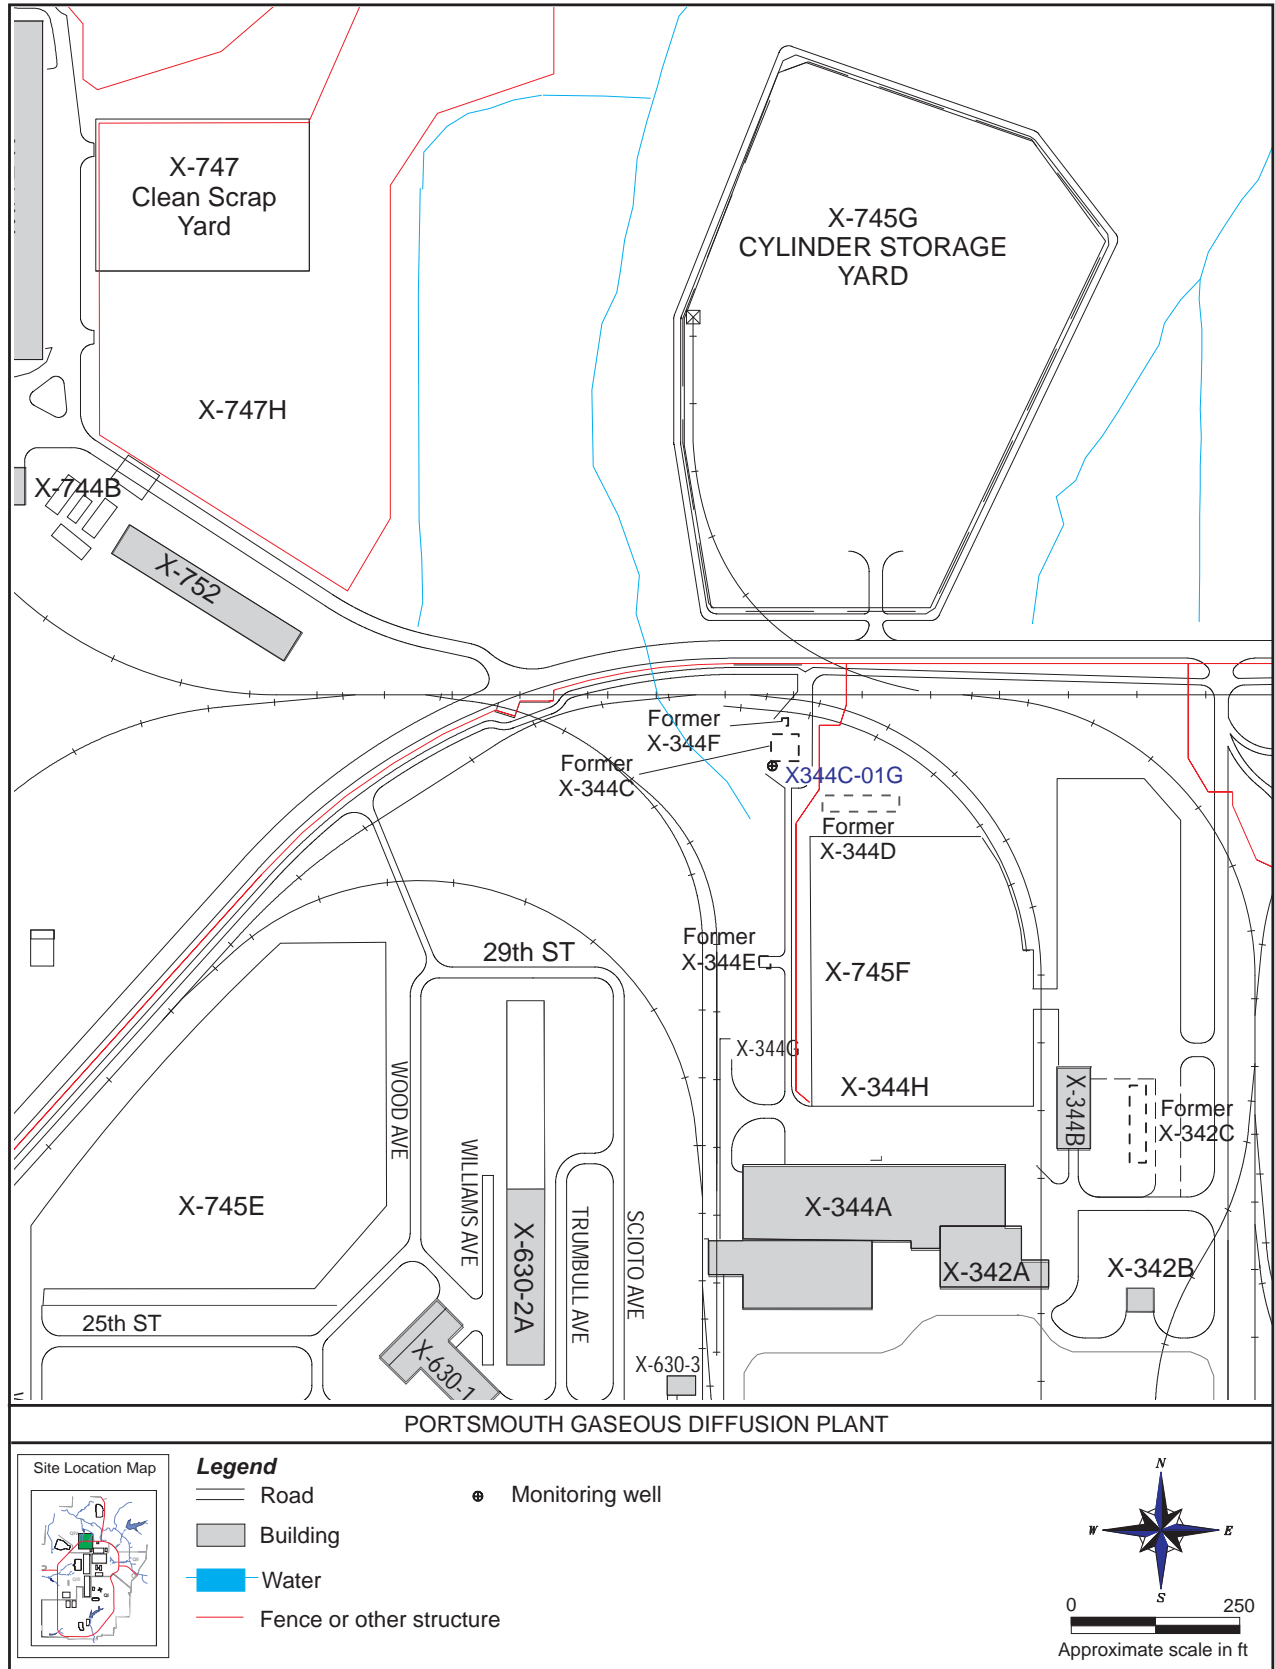 X-747
Clean Scrap
Yard
X-745G
CYLINDER STORAGE
YARD
X-747H
X-744B
X-752
Former
X-344F
Former
X-344C
X344C-01G
Former
X-344D
Former
X-344E
29th ST
X-745F
X-344G
X-344H
X-344B
Former
X-342C
WOOD AVE
WILLIAMS AVE
X-745E
X-630-2A
TRUMBULL AVE
SCIOTO AVE
X-344A
X-342A
X-342B
25th ST
X-630-1
X-630-3
PORTSMOUTH GASEOUS DIFFUSION PLANT
Site Location Map
Legend
Road
Monitoring well
Building
Water
Fence or other structure
N
W
E
S
0
250
Approximate scale in ft